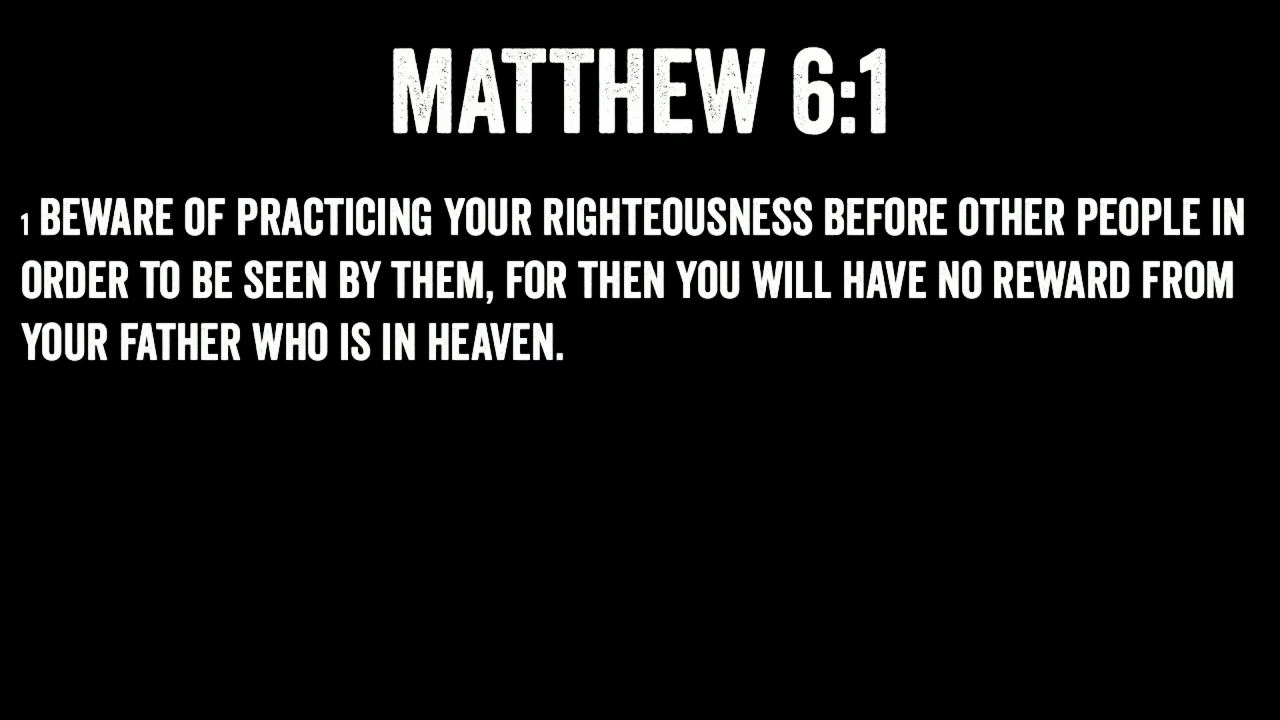 MATTHEW 6:1
1 BEWARE OF PRACTICING YOUR RIGHTEOUSNESS BEFORE OTHER PEOPLE IN
ORDER TO BE SEEN BY THEM, FOR THEN YOU WILL HAVE NO REWARD FROM
YOUR FATHER WHO IS IN HEAVEN.